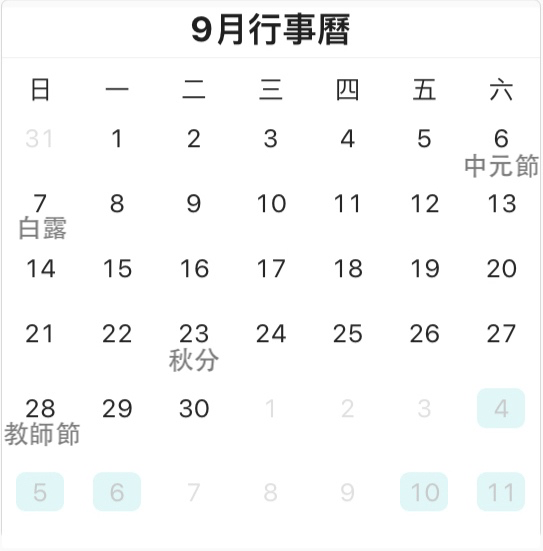 9月行事曆
日 一 二 三 四 五 六
31 1 2 3 4 5 6
中元節
7 8 9 10 11 12 13
白露
14 15 16 17 18 19 20
21 22 23 24 25 26 27
秋分
28 29 30 1 2 3 4
教師節
5 6 7 8 9 10 11